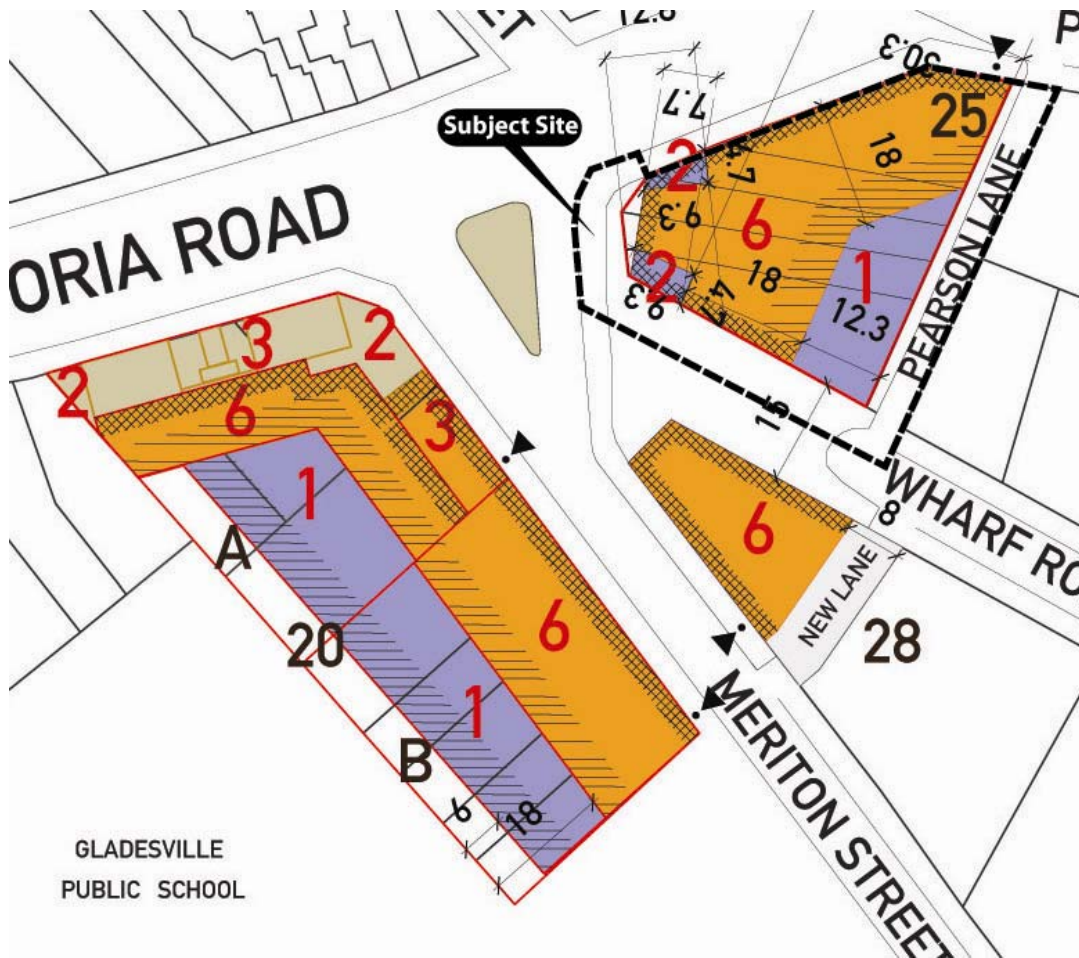 ET
12.8
P
30.3
7.7
Subject Site
25
2
4.7
18
ORIA ROAD
9.3
6
PEARSON LANE
2
18
1
9.3
4.7
12.3
3
2
2
6
3
15
1
6
WHARF RO
8
A
NEW LANE
20
6
28
1
B
MERITON STREET
6
18
GLADESVILLE
PUBLIC SCHOOL